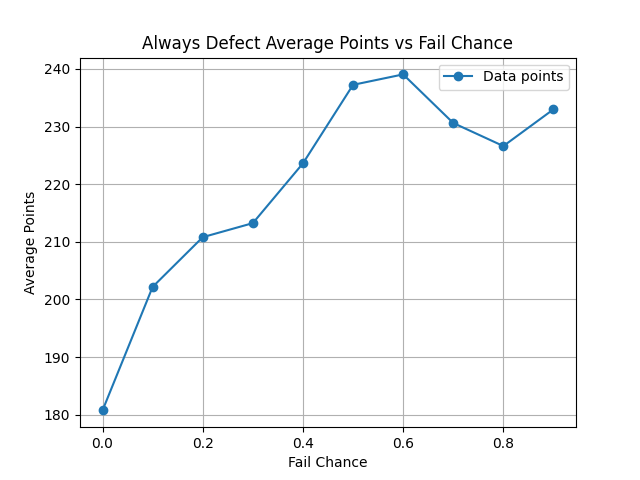 Always Defect Average Points vs Fail Chance
Data points
240
230
220
210
200
190
180
Average Points
0.0 0.2 0.4 0.6 0.8
Fail Chance